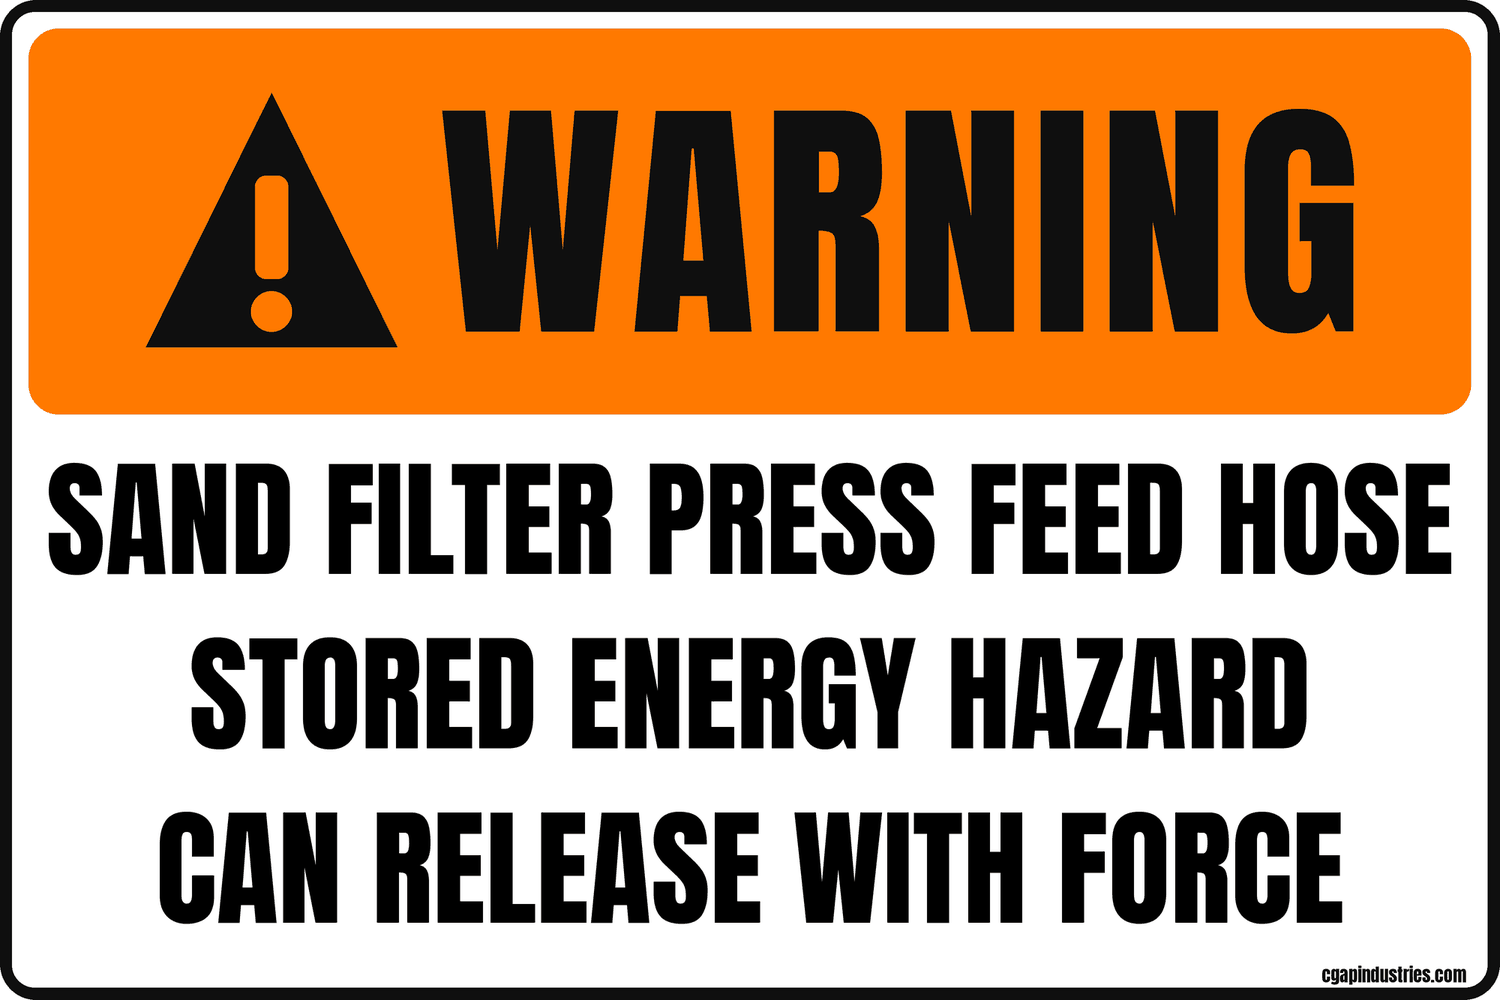 WARNING
SAND FILTER PRESS FEED HOSE
STORED ENERGY HAZARD
CAN RELEASE WITH FORCE
cgapindustries.com